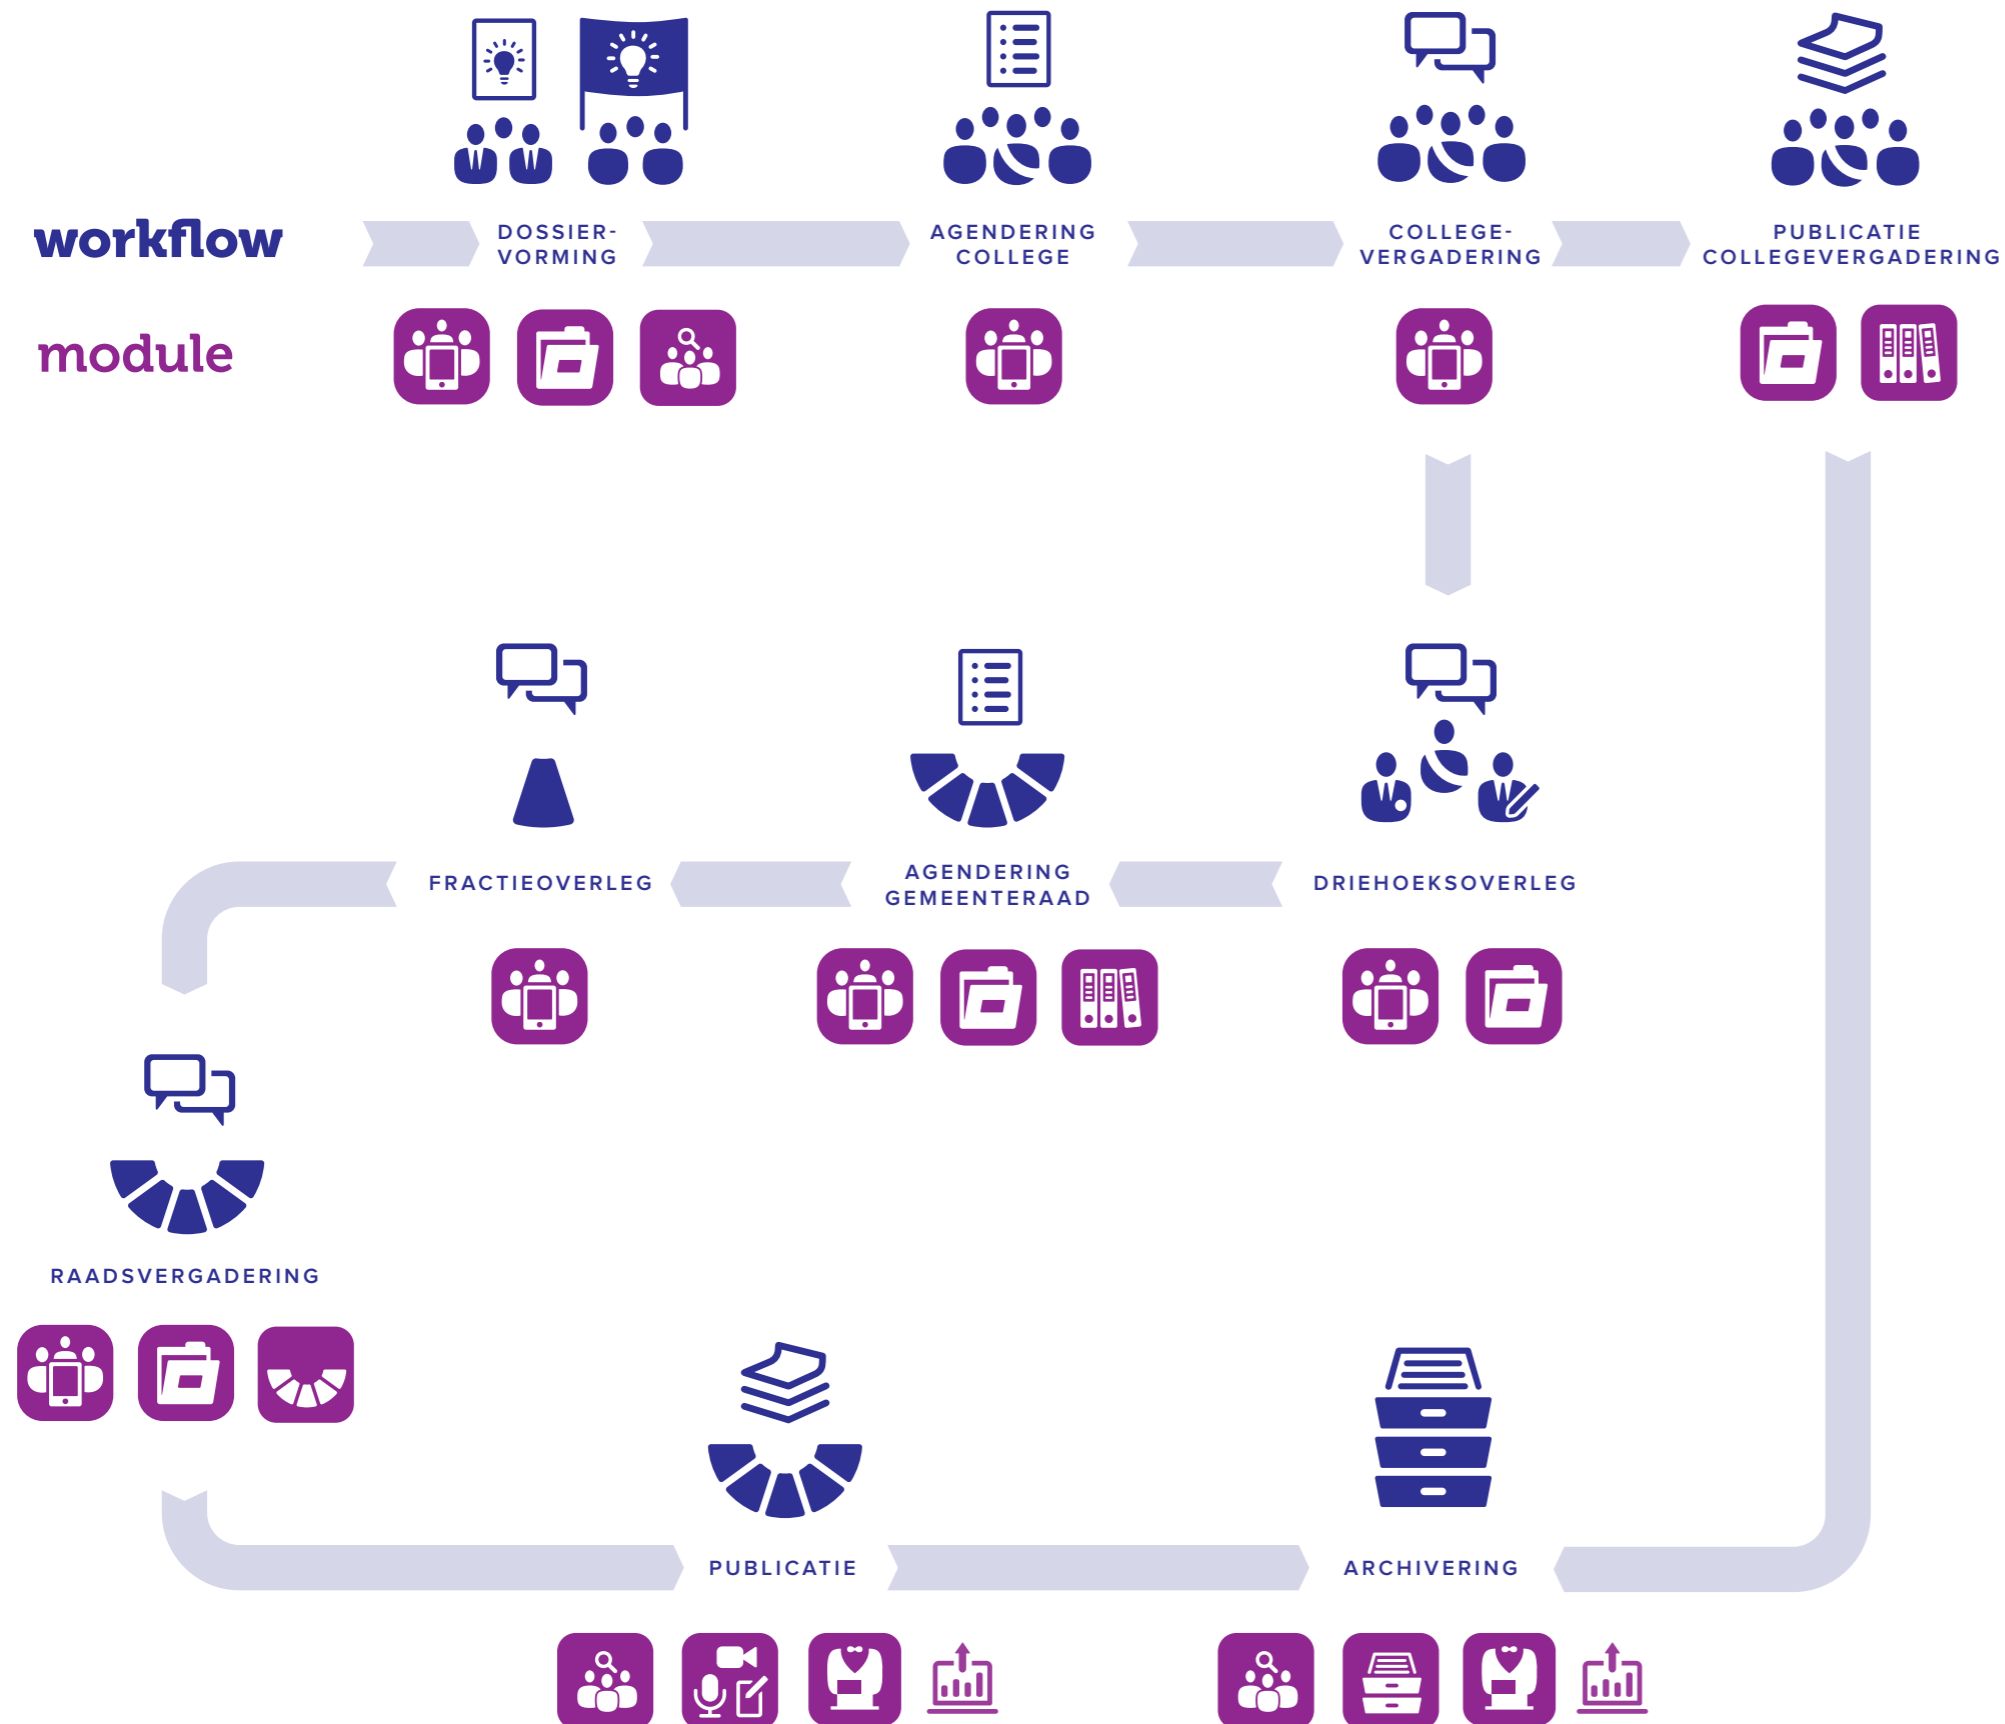 workflow
DOSSIER-
VORMING
AGENDERING
COLLEGE
COLLEGE-
VERGADERING
PUBLICATIE
COLLEGEVERGADERING
module
FRACTIEOVERLEG
AGENDERING
GEMEENTERAAD
DRIEHOEKSOVERLEG
RAADSVERGADERING
PUBLICATIE
ARCHIVERING